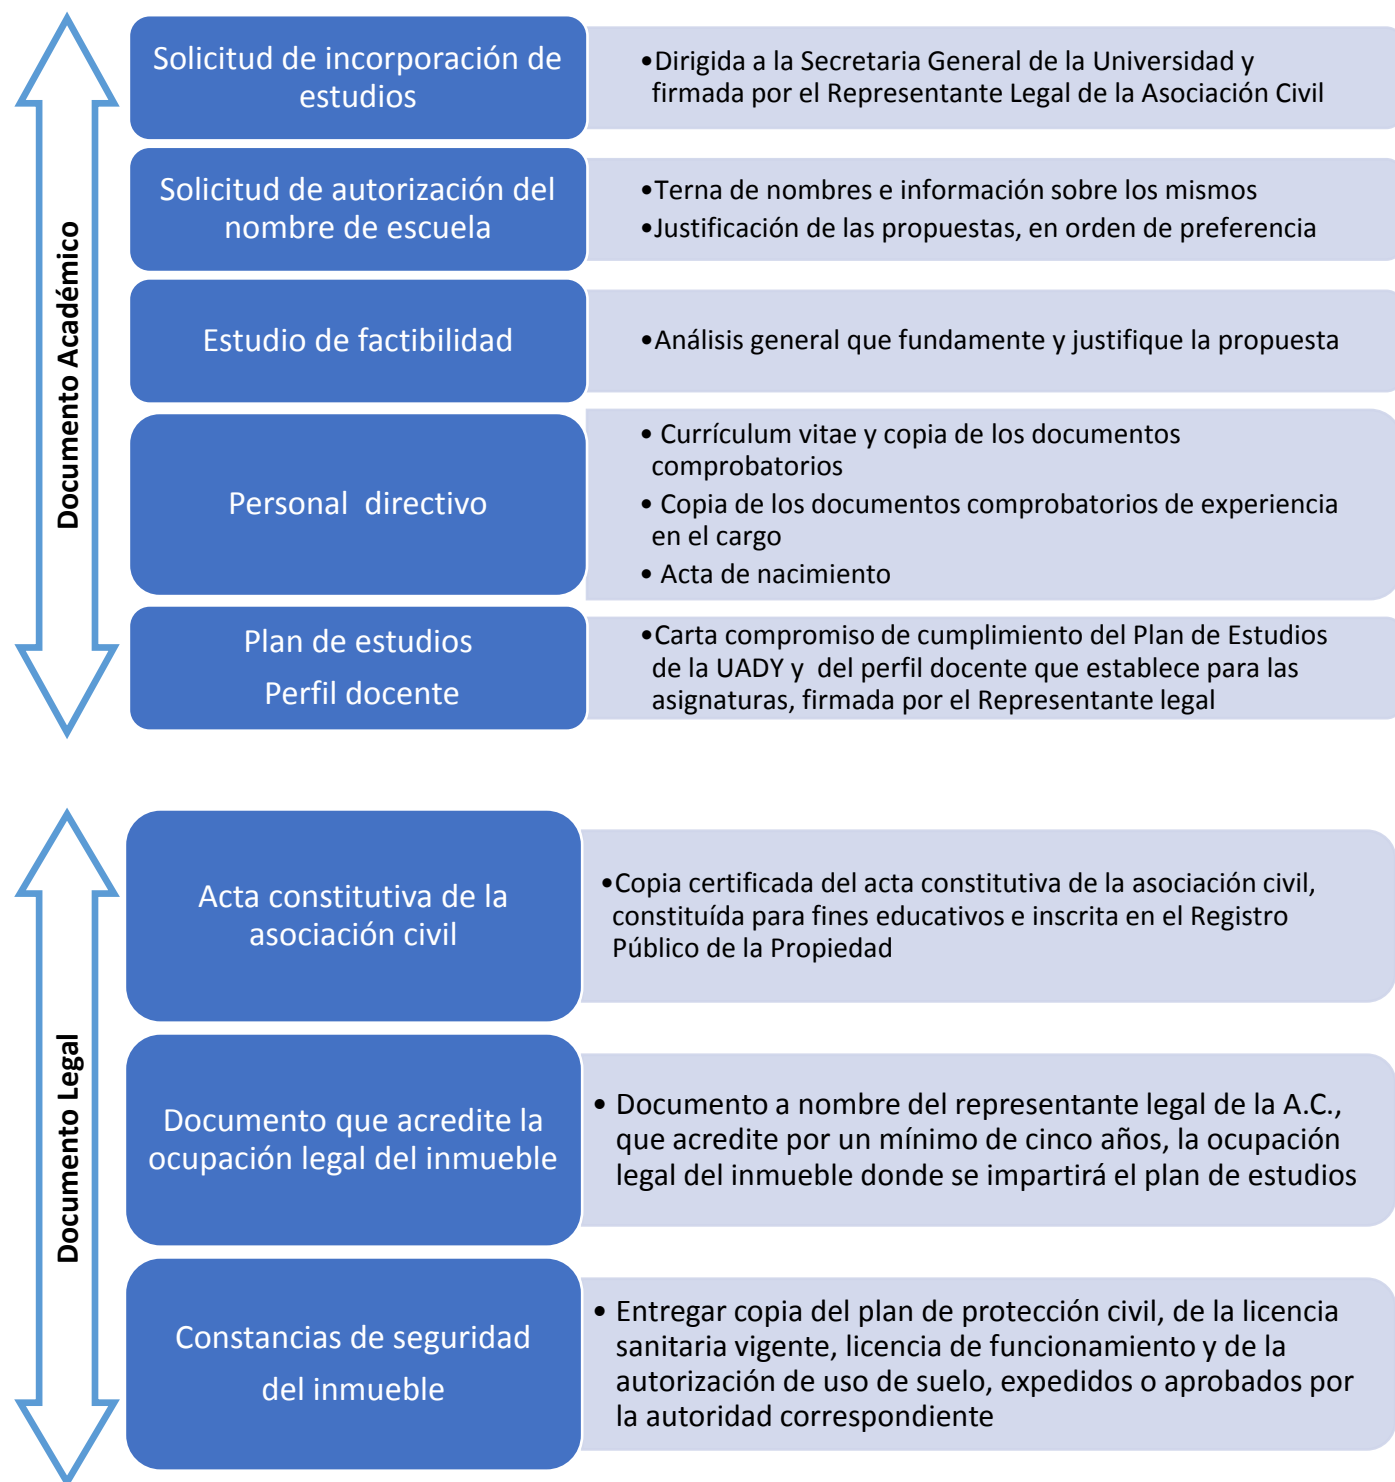 Documento Académico
Solicitud de incorporación de
estudios
•Dirigida a la Secretaria General de la Universidad y
firmada por el Representante Legal de la Asociación Civil
Solicitud de autorización del
nombre de escuela
•Terna de nombres e información sobre los mismos
•Justificación de las propuestas, en orden de preferencia
Estudio de factibilidad
•Análisis general que fundamente y justifique la propuesta
Personal directivo
• Currículum vitae y copia de los documentos
comprobatorios
• Copia de los documentos comprobatorios de experiencia
en el cargo
• Acta de nacimiento
Plan de estudios
Perfil docente
•Carta compromiso de cumplimiento del Plan de Estudios
de la UADY y del perfil docente que establece para las
asignaturas, firmada por el Representante legal
Documento Legal
Acta constitutiva de la
asociación civil
•Copia certificada del acta constitutiva de la asociación civil,
constituída para fines educativos e inscrita en el Registro
Público de la Propiedad
Documento que acredite la
ocupación legal del inmueble
• Documento a nombre del representante legal de la A.C.,
que acredite por un mínimo de cinco años, la ocupación
legal del inmueble donde se impartirá el plan de estudios
Constancias de seguridad
del inmueble
• Entregar copia del plan de protección civil, de la licencia
sanitaria vigente, licencia de funcionamiento y de la
autorización de uso de suelo, expedidos o aprobados por
la autoridad correspondiente